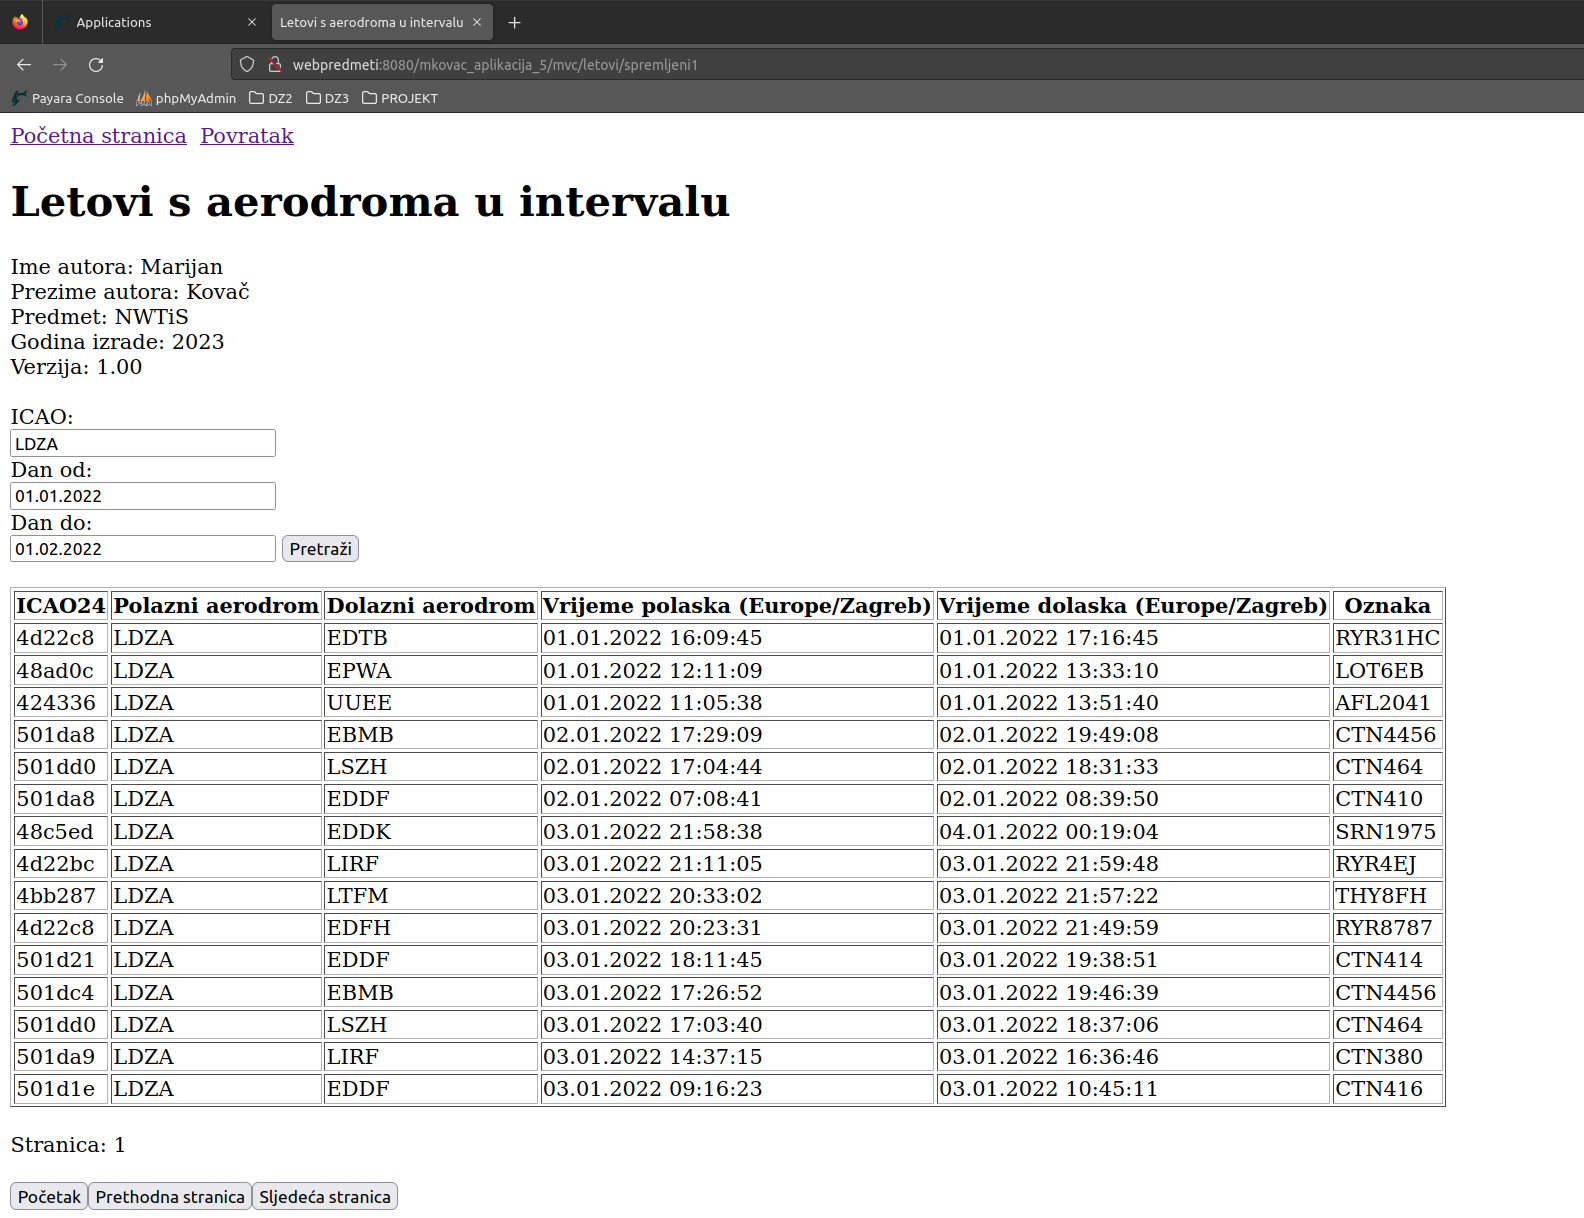 Applications
Letovi s aerodroma u intervalu
webpredmeti:8080/mkovac_aplikacija_5/mvc/letovi/spremljeni1
Payara Console phpMyAdmin DZ2 DZ3 PROJEKT
Početna stranica Povratak
Letovi s aerodroma u intervalu
Ime autora: Marijan
Prezime autora: Kovač
Predmet: NWTiS
Godina izrade: 2023
Verzija: 1.00
ICAO:
LDZA
Dan od:
01.01.2022
Dan do:
01.02.2022 Pretraži
ICAO24 Polazni aerodrom Dolazni aerodrom Vrijeme polaska (Europe/Zagreb) Vrijeme dolaska (Europe/Zagreb) Oznaka
4d22c8 LDZA EDTB 01.01.2022 16:09:45 01.01.2022 17:16:45 RYR31HC
48ad0c LDZA EPWA 01.01.2022 12:11:09 01.01.2022 13:33:10 LOT6EB
424336 LDZA UUEE 01.01.2022 11:05:38 01.01.2022 13:51:40 AFL2041
501da8 LDZA EBMB 02.01.2022 17:29:09 02.01.2022 19:49:08 CTN4456
501dd0 LDZA LSZH 02.01.2022 17:04:44 02.01.2022 18:31:33 CTN464
501da8 LDZA EDDF 02.01.2022 07:08:41 02.01.2022 08:39:50 CTN410
48c5ed LDZA EDDK 03.01.2022 21:58:38 04.01.2022 00:19:04 SRN1975
4d22bc LDZA LIRF 03.01.2022 21:11:05 03.01.2022 21:59:48 RYR4EJ
4bb287 LDZA LTFM 03.01.2022 20:33:02 03.01.2022 21:57:22 THY8FH
4d22c8 LDZA EDFH 03.01.2022 20:23:31 03.01.2022 21:49:59 RYR8787
501d21 LDZA EDDF 03.01.2022 18:11:45 03.01.2022 19:38:51 CTN414
501dc4 LDZA EBMB 03.01.2022 17:26:52 03.01.2022 19:46:39 CTN4456
501dd0 LDZA LSZH 03.01.2022 17:03:40 03.01.2022 18:37:06 CTN464
501da9 LDZA LIRF 03.01.2022 14:37:15 03.01.2022 16:36:46 CTN380
501d1e LDZA EDDF 03.01.2022 09:16:23 03.01.2022 10:45:11 CTN416
Stranica: 1
Početak Prethodna stranica Sljedeća stranica